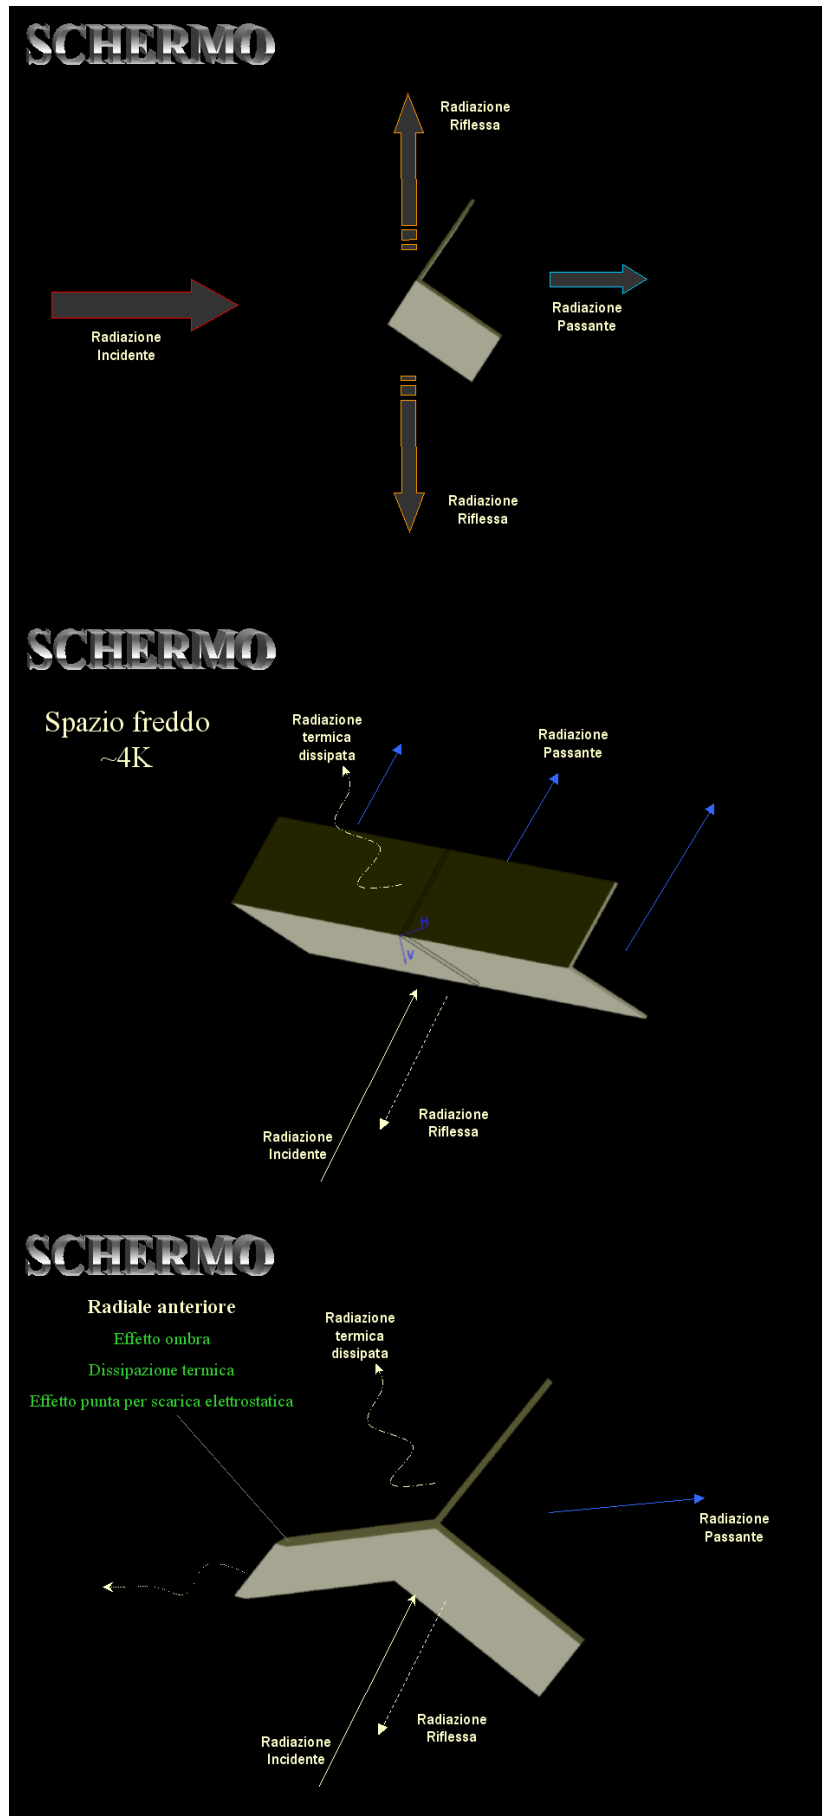 SCHERMO
Radiazione
Riflessa
Radiazione
Incidente
Radiazione
Passante
Radiazione
Riflessa
SCHERMO
Spazio freddo
~4K
Radiazione
termica
dissipata
Radiazione
Passante
H
V
Radiazione
Riflessa
Radiazione
Incidente
SCHERMO
Radiale anteriore
Effetto ombra
Dissipazione termica
Effetto punta per scarica elettrostatica
Radiazione
termica
dissipata
Radiazione
Passante
Radiazione
Riflessa
Radiazione
Incidente